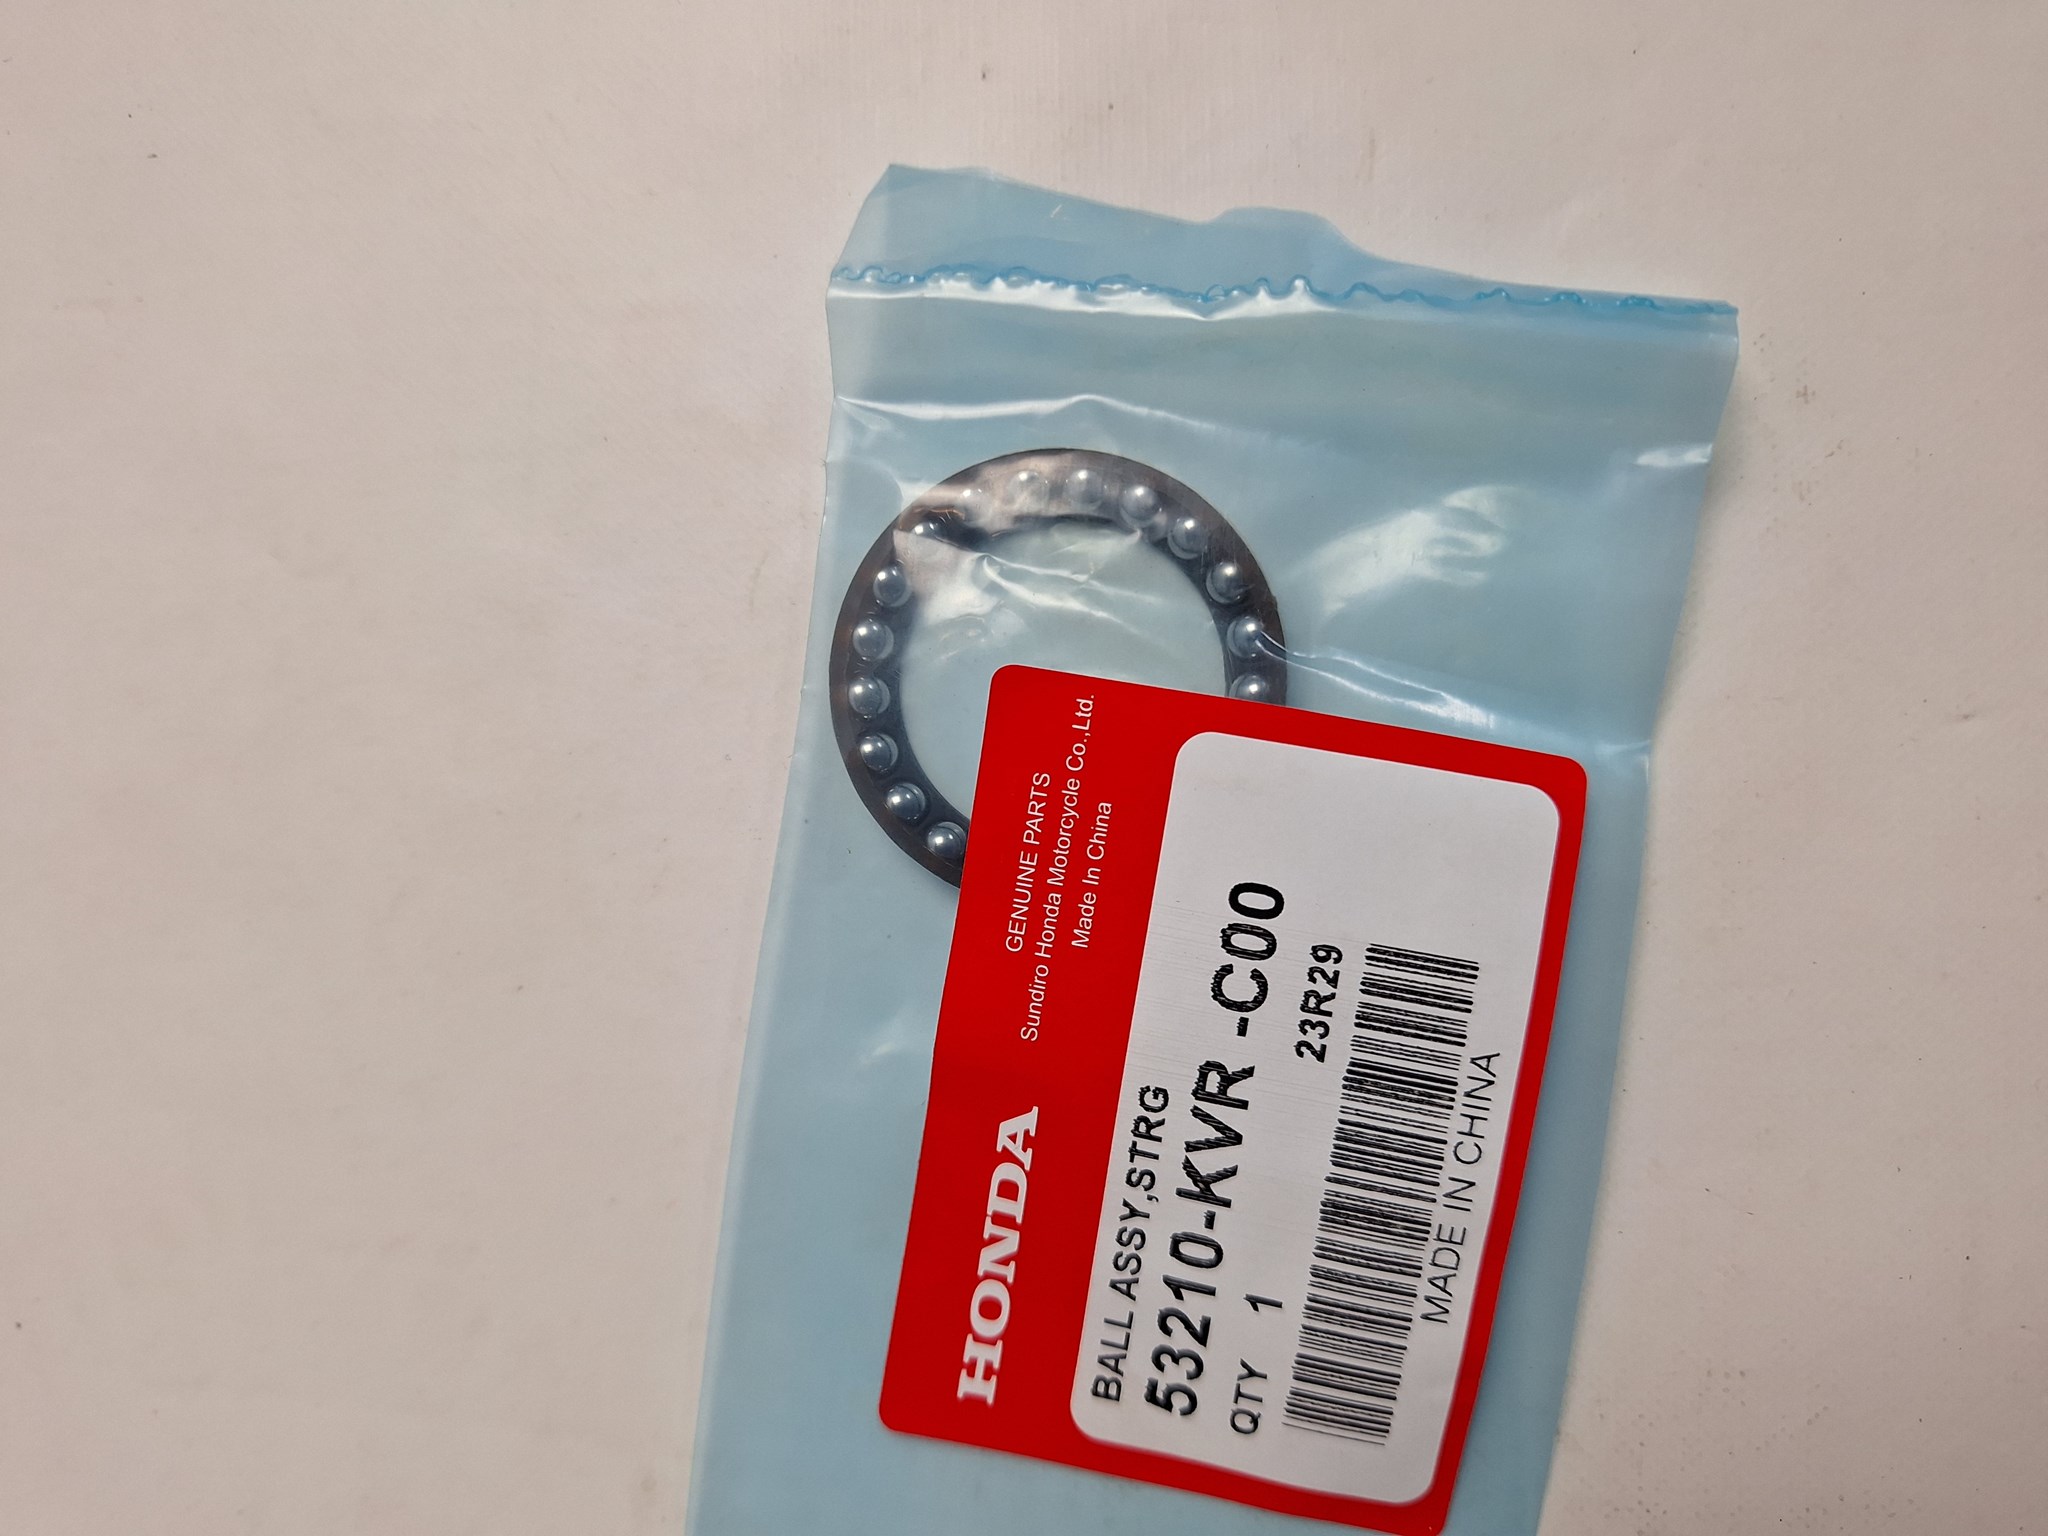 HONDA
GENUINE PARTS
Sundiro Honda Motorcycle Co.,Ltd.
Made In China
BALL ASSY,STRG
53210-KVR -C00
QTY 1
23R29
MADE IN CHINA